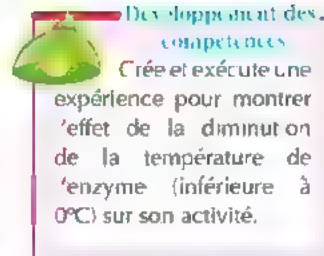 Développement des
compétences
Crée et exécute une
expérience pour montrer
l'effet de la diminution
de la température de
l'enzyme (inférieure à
0°C) sur son activité.